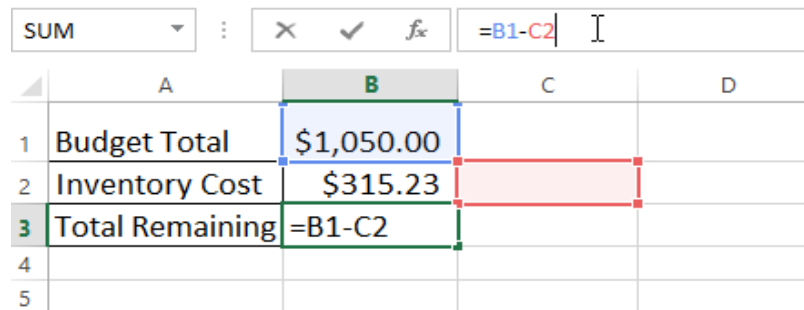 SUM fx =B1-C2
A B C D
1 Budget Total $1,050.00
2 Inventory Cost $315.23
3 Total Remaining =B1-C2
4
5